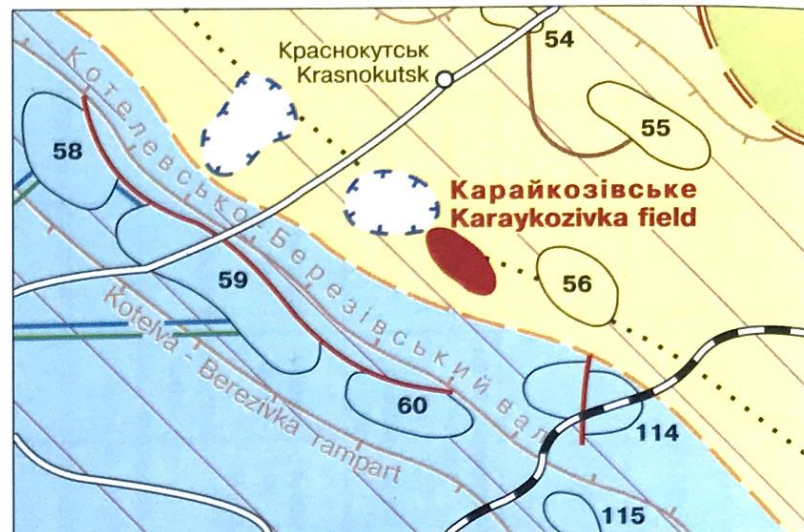 54
Краснокутськ
Krasnokutsk
55
58
Котелевсько-Березівський вал
Карайкозівське
Karaykozivka field
59
56
Kotelva - Berezivka rampart
60
114
115